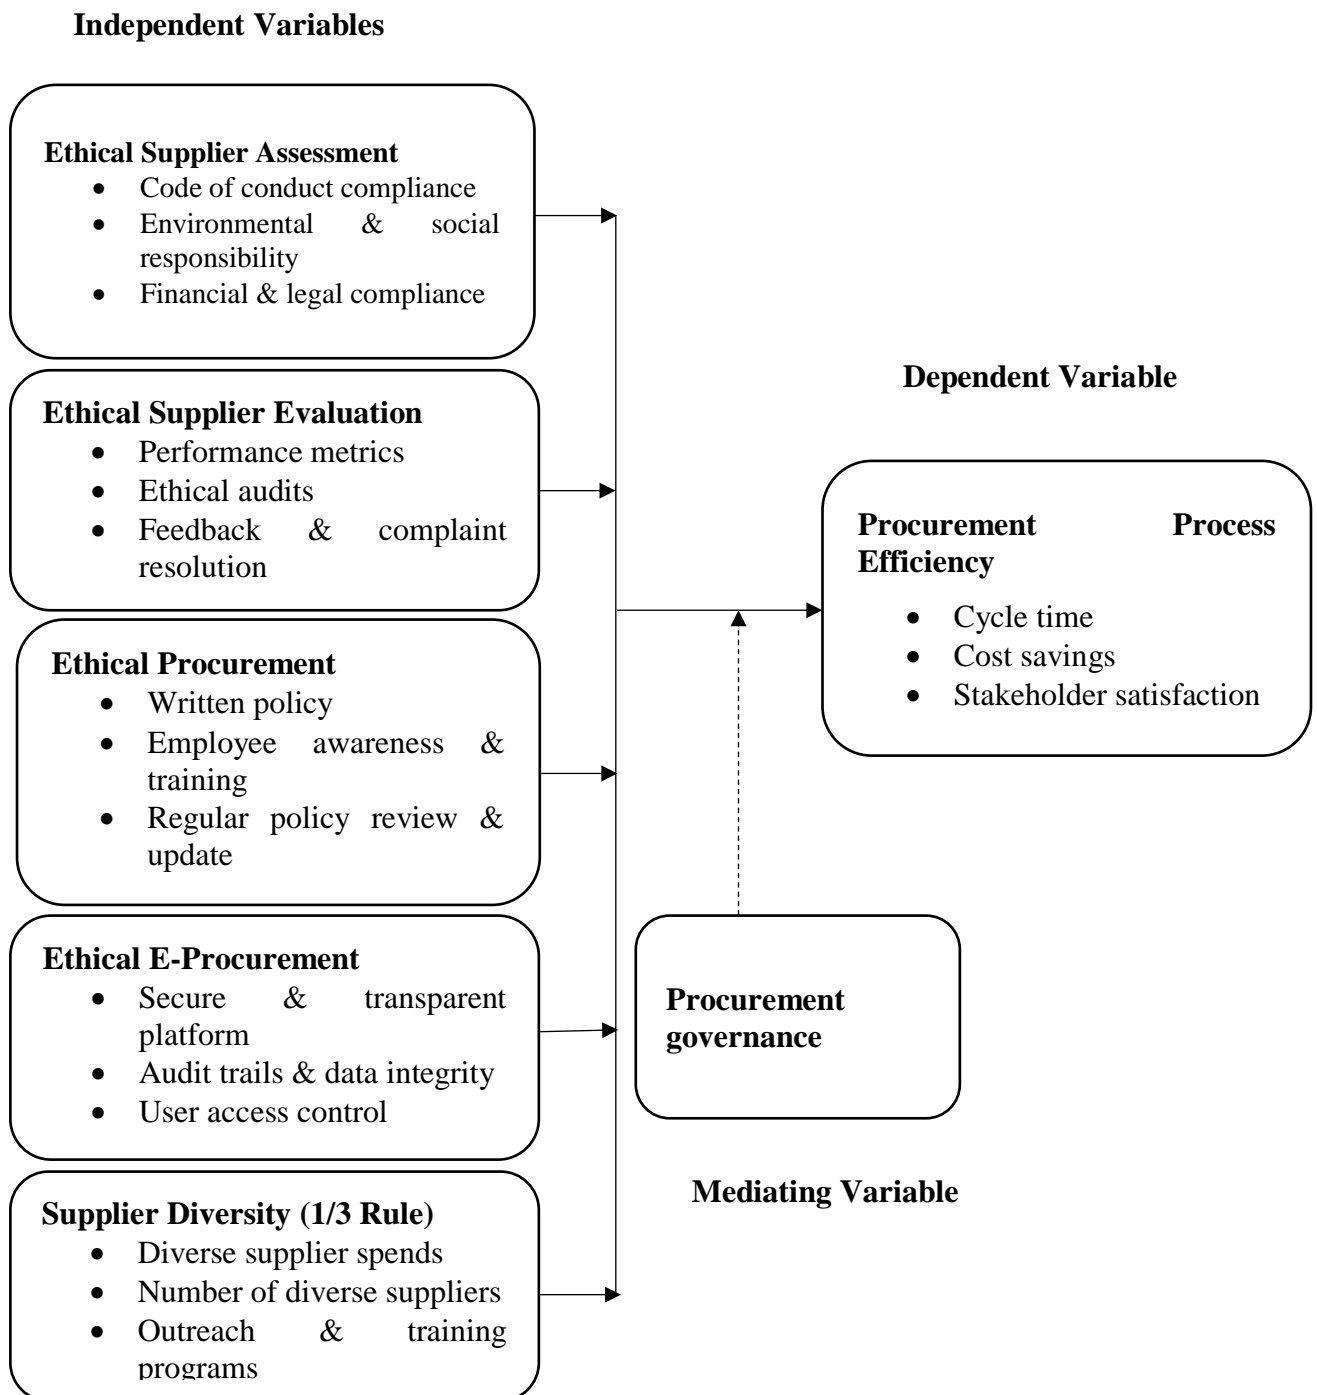 Independent Variables
Ethical Supplier Assessment
• Code of conduct compliance
• Environmental & social
responsibility
• Financial & legal compliance
Ethical Supplier Evaluation
• Performance metrics
• Ethical audits
• Feedback & complaint
resolution
Ethical Procurement
• Written policy
• Employee awareness &
training
• Regular policy review &
update
Ethical E-Procurement
• Secure & transparent
platform
• Audit trails & data integrity
• User access control
Supplier Diversity (1/3 Rule)
• Diverse supplier spends
• Number of diverse suppliers
• Outreach & training
programs
Dependent Variable
Procurement Process
Efficiency
• Cycle time
• Cost savings
• Stakeholder satisfaction
Procurement
governance
Mediating Variable